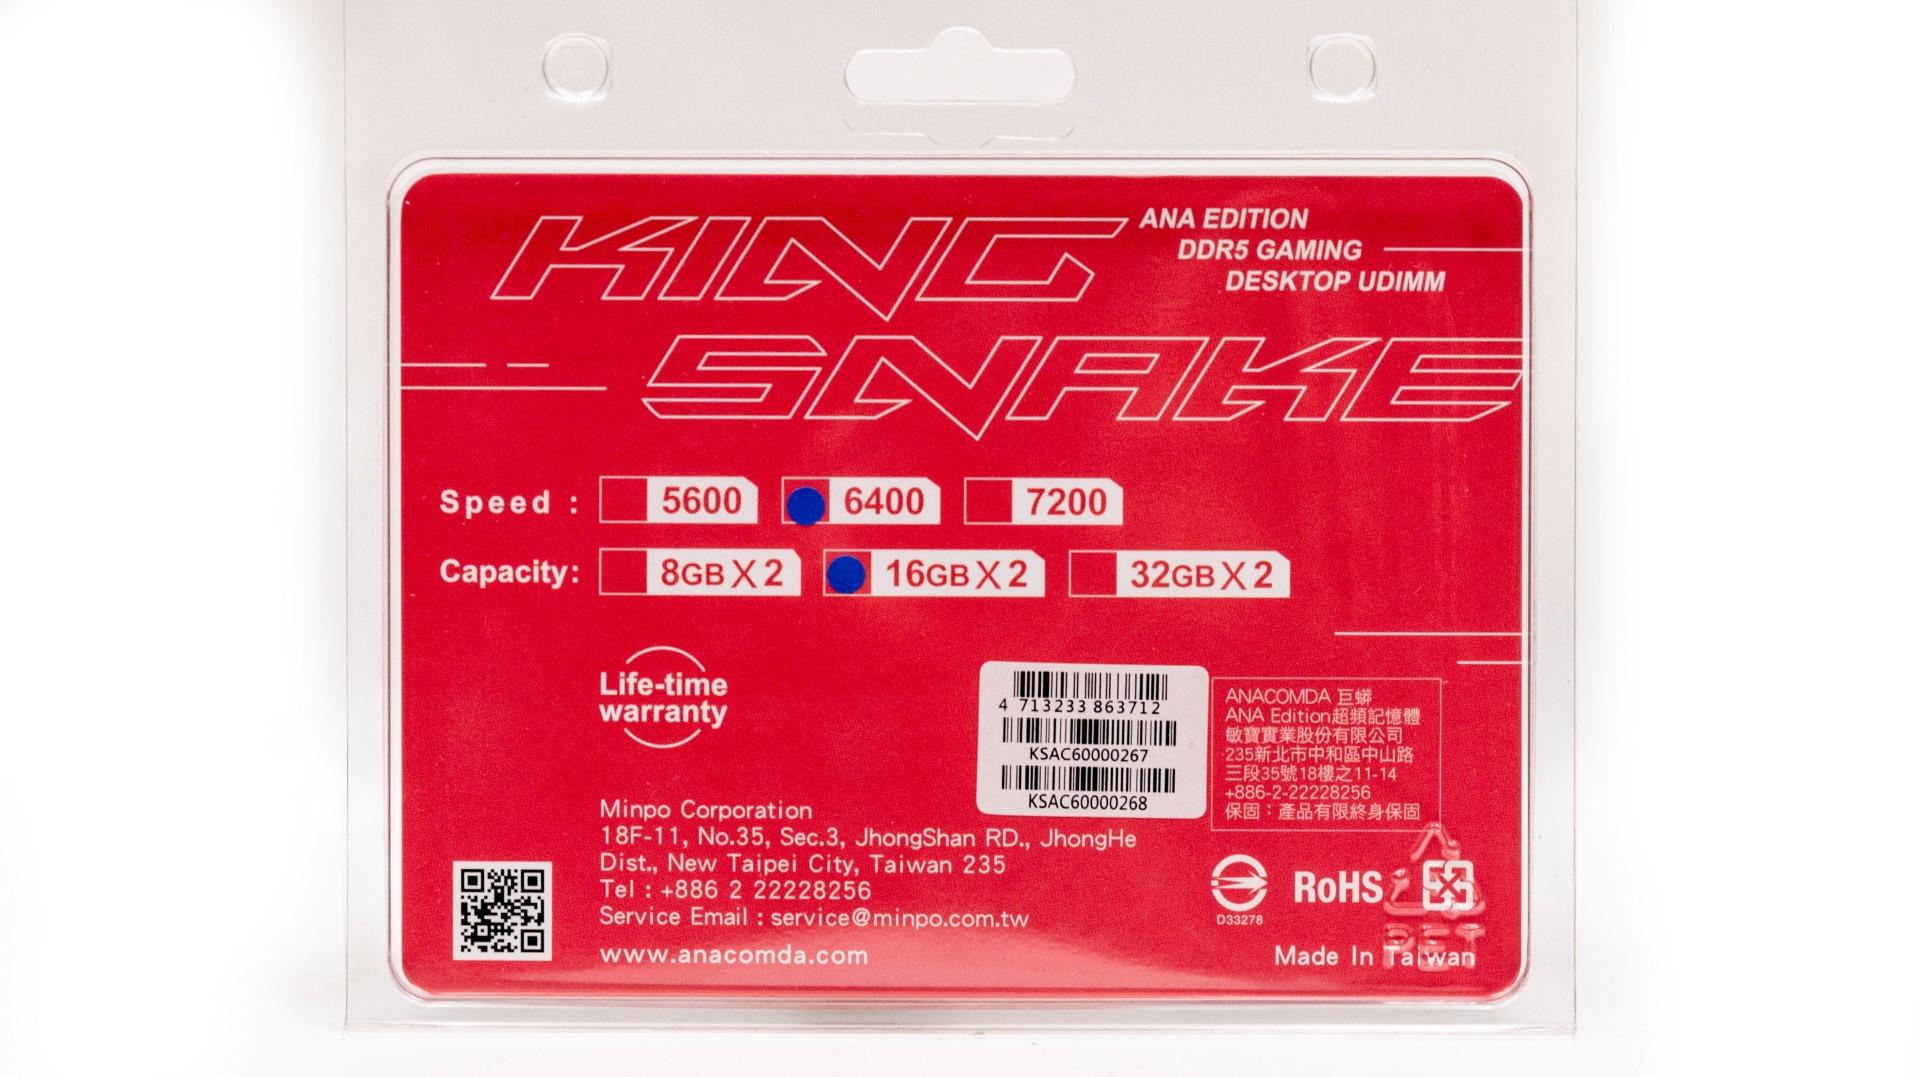 KING
ANA EDITION
DDR5 GAMING
DESKTOP UDIMM
SNAKE
Speed : 5600 6400 7200
Capacity: 8GB X 2 16GB X 2 32GB X 2
Life-time
warranty
4 713233 863712
KSAC60000267
KSAC60000268
ANACOMDA 巨蟒
ANA Edition超頻記憶體
敏寶實業股份有限公司
235新北市中和區中山路
三段35號18樓之11-14
+886-2-22228256
保固：產品有限終身保固
Minpo Corporation
18F-11, No.35, Sec.3, JhongShan RD., JhongHe
Dist., New Taipei City, Taiwan 235
Tel : +886 2 22228256
Service Email : service@minpo.com.tw
www.anacomda.com
D33278
RoHS
PET
Made In Taiwan